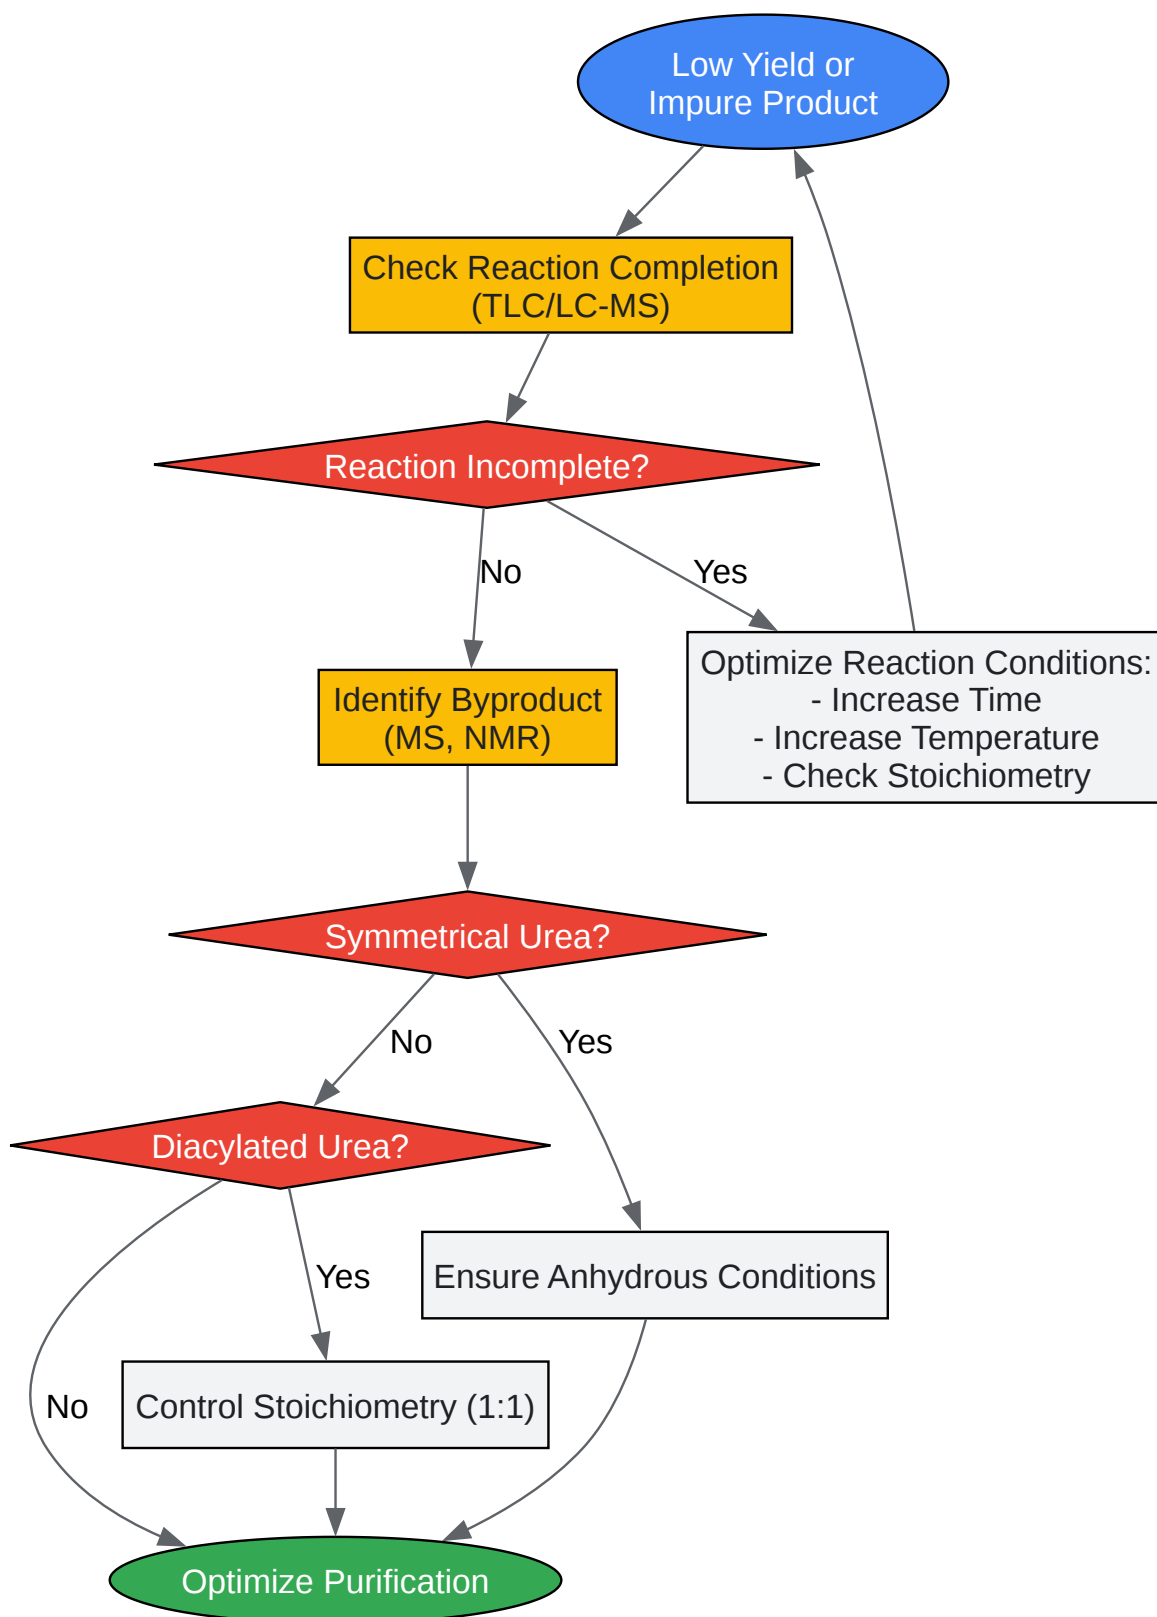 Low Yield or
Impure Product
Check Reaction Completion
(TLC/LC-MS)
Reaction Incomplete?
No
Yes
Optimize Reaction Conditions:
- Increase Time
- Increase Temperature
- Check Stoichiometry
Identify Byproduct
(MS, NMR)
Symmetrical Urea?
No
Yes
Diacylated Urea?
Ensure Anhydrous Conditions
Yes
No
Control Stoichiometry (1:1)
Optimize Purification